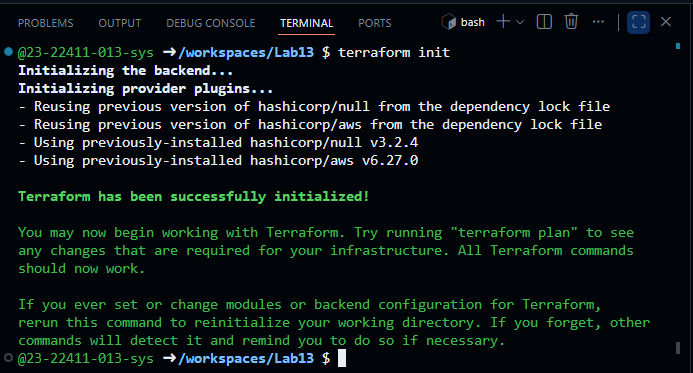 PROBLEMS OUTPUT DEBUG CONSOLE TERMINAL PORTS bash
@23-22411-013-sys ➜/workspaces/Lab13 $ terraform init
Initializing the backend...
Initializing provider plugins...
- Reusing previous version of hashicorp/null from the dependency lock file
- Reusing previous version of hashicorp/aws from the dependency lock file
- Using previously-installed hashicorp/null v3.2.4
- Using previously-installed hashicorp/aws v6.27.0
Terraform has been successfully initialized!
You may now begin working with Terraform. Try running "terraform plan" to see
any changes that are required for your infrastructure. All Terraform commands
should now work.
If you ever set or change modules or backend configuration for Terraform,
rerun this command to reinitialize your working directory. If you forget, other
commands will detect it and remind you to do so if necessary.
@23-22411-013-sys ➜/workspaces/Lab13 $